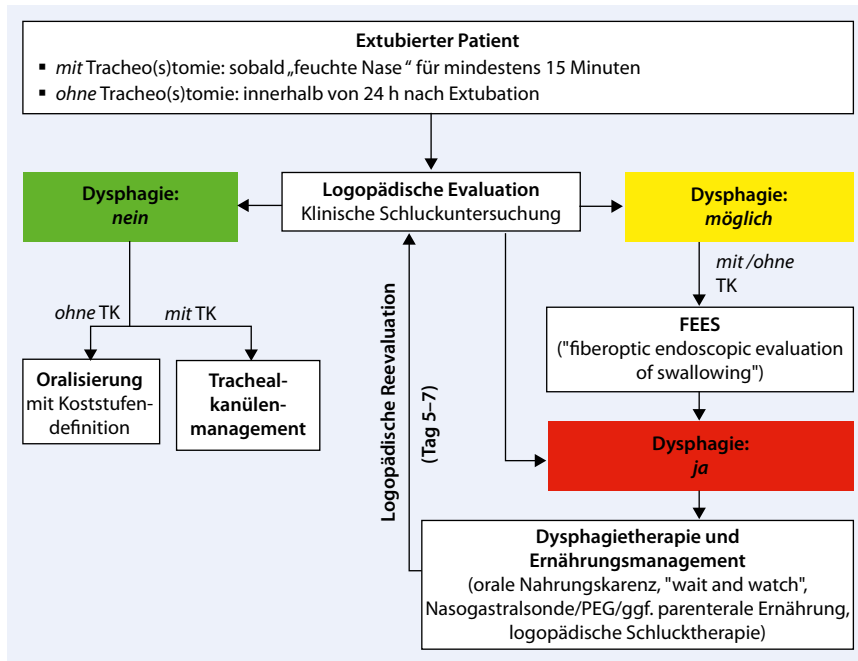 Extubierter Patient
▪ mit Tracheo(s)tomie: sobald „feuchte Nase“ für mindestens 15 Minuten
▪ ohne Tracheo(s)tomie: innerhalb von 24 h nach Extubation
Dysphagie:
nein
Logopädische Evaluation
Klinische Schluckuntersuchung
Dysphagie:
möglich
mit /ohne
TK
ohne TK
mit TK
Oralisierung
mit Koststufen-
definition
Tracheal-
kanülen-
management
Logopädische Reevaluation
(Tag 5–7)
FEES
("fiberoptic endoscopic evaluation
of swallowing")
Dysphagie:
ja
Dysphagietherapie und
Ernährungsmanagement
(orale Nahrungskarenz, "wait and watch",
Nasogastralsonde/PEG/ggf. parenterale Ernährung,
logopädische Schlucktherapie)